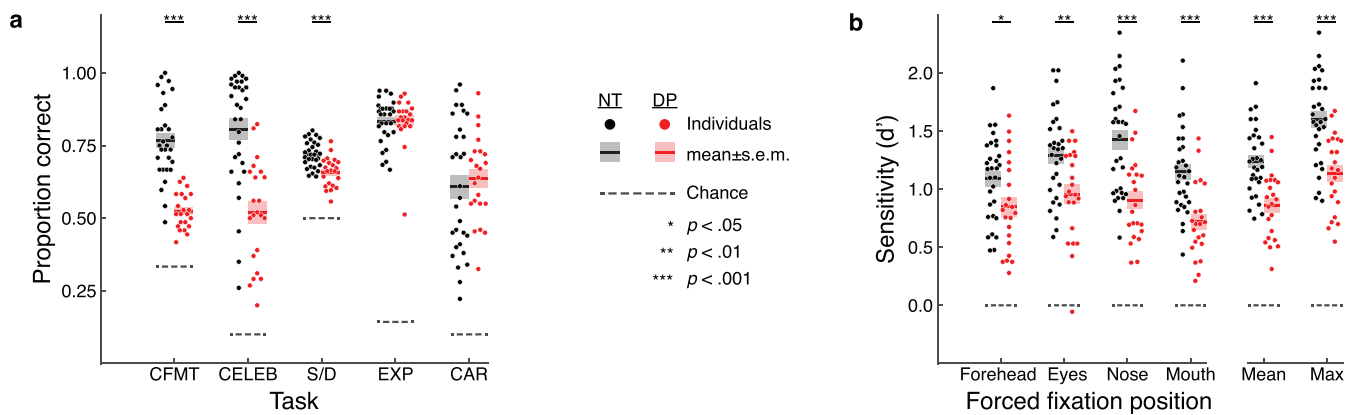 a
*** *** ***
Proportion correct
1.00
0.75
0.50
0.25
CFMT CELEB S/D EXP CAR
Task
NT DP
Individuals
mean±s.e.m.
Chance
* p < .05
** p < .01
*** p < .001
b
* ** *** *** *** ***
Sensitivity (d')
2.0
1.5
1.0
0.5
0.0
Forehead Eyes Nose Mouth Mean Max
Forced fixation position